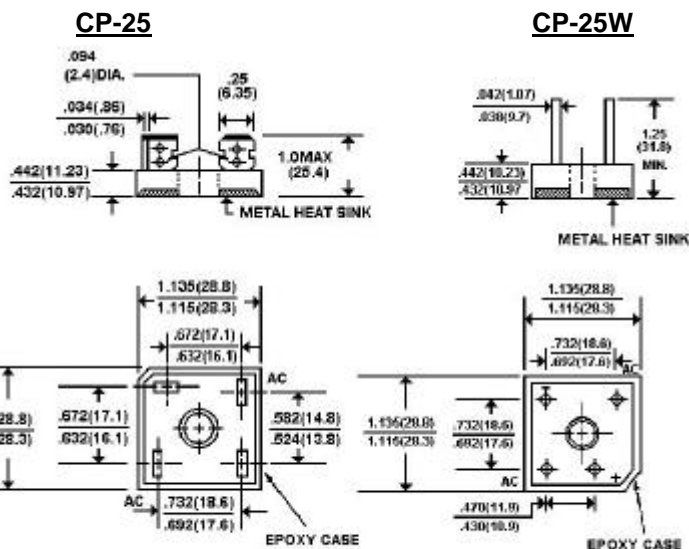 CP-25
CP-25W
.094
(2.4)DIA.
.25
(6.35)
.034(.86)
.030(.76)
.442(11.23)
.432(10.97)
1.0MAX
(25.4)
METAL HEAT SINK
.042(1.07)
.038(9.7)
1.25
(31.8)
MIN.
.442(10.23)
.432(10.97
METAL HEAT SINK
1.135(28.8)
1.115(28.3)
.672(17.1)
.632(16.1)
AC
28.8)
28.3)
.672(17.1)
.632(16.1)
.582(14.8)
.524(13.8)
AC
.732(18.6)
.692(17.6)
EPOXY CASE
1.135(28.8)
1.115(28.3)
.732(18.6)
.692(17.6)
AC
1.135(28.8)
1.115(28.3)
.732(18.6)
.692(17.6)
AC
+
.470(11.9)
.430(10.9)
EPOXY CASE